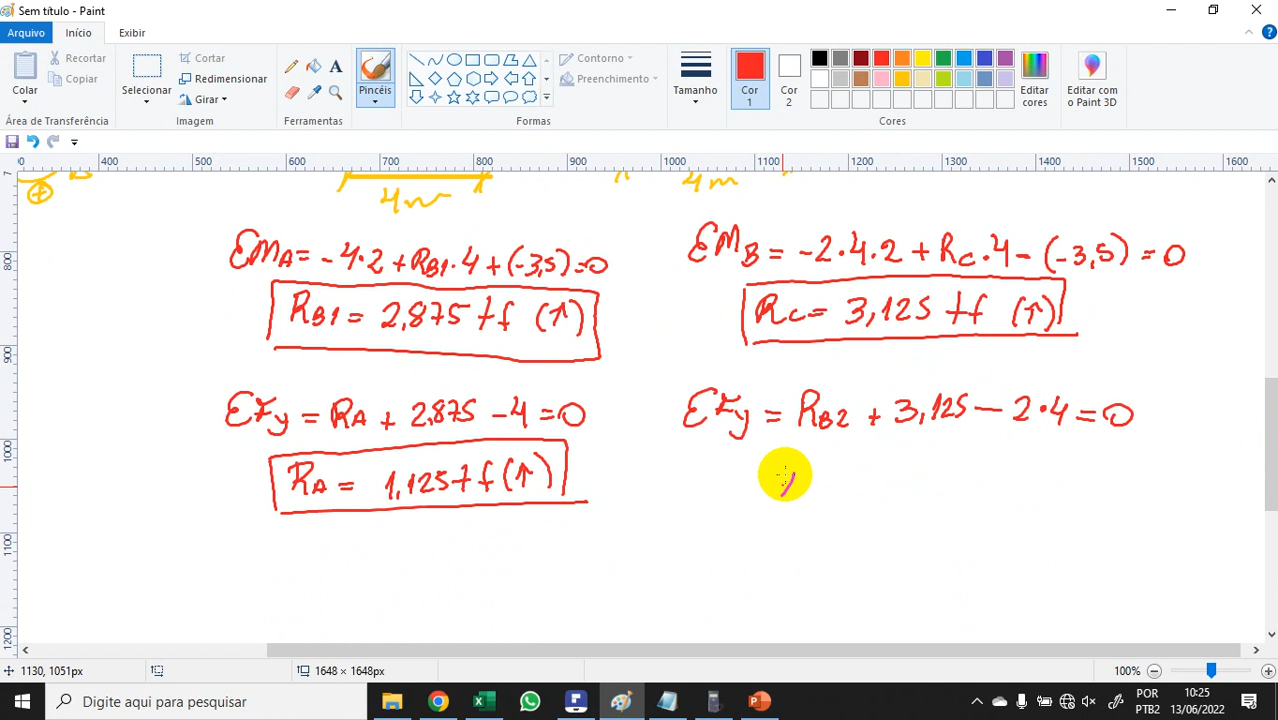 Sem título - Paint
Arquivo Início Exibir
Colar
Recortar
Copiar
Selecionar
Cortar
Redimensionar
Girar
Pincéis
Contorno
Preenchimento
Tamanho
Cor 1
Cor 2
Editar cores
Editar com o Paint 3D
Área de Transferência Imagem Ferramentas Formas Cores
400 500 600 700 800 900 1000 1100 1200 1300 1400 1500 1600
800
900
1000
1100
1200
4m
4m
ΣMA = -4·2 + RB1·4 + (-3,5) = 0
RB1 = 2,875 tf (↑)
ΣFy = RA + 2,875 - 4 = 0
RA = 1,125 tf (↑)
ΣMB = -2·4·2 + RC·4 - (-3,5) = 0
RC = 3,125 tf (↑)
ΣFy = RB2 + 3,125 - 2·4 = 0
1130, 1051px
1648 × 1648px
100%
Digite aqui para pesquisar
POR
PTB2
10:25
13/06/2022